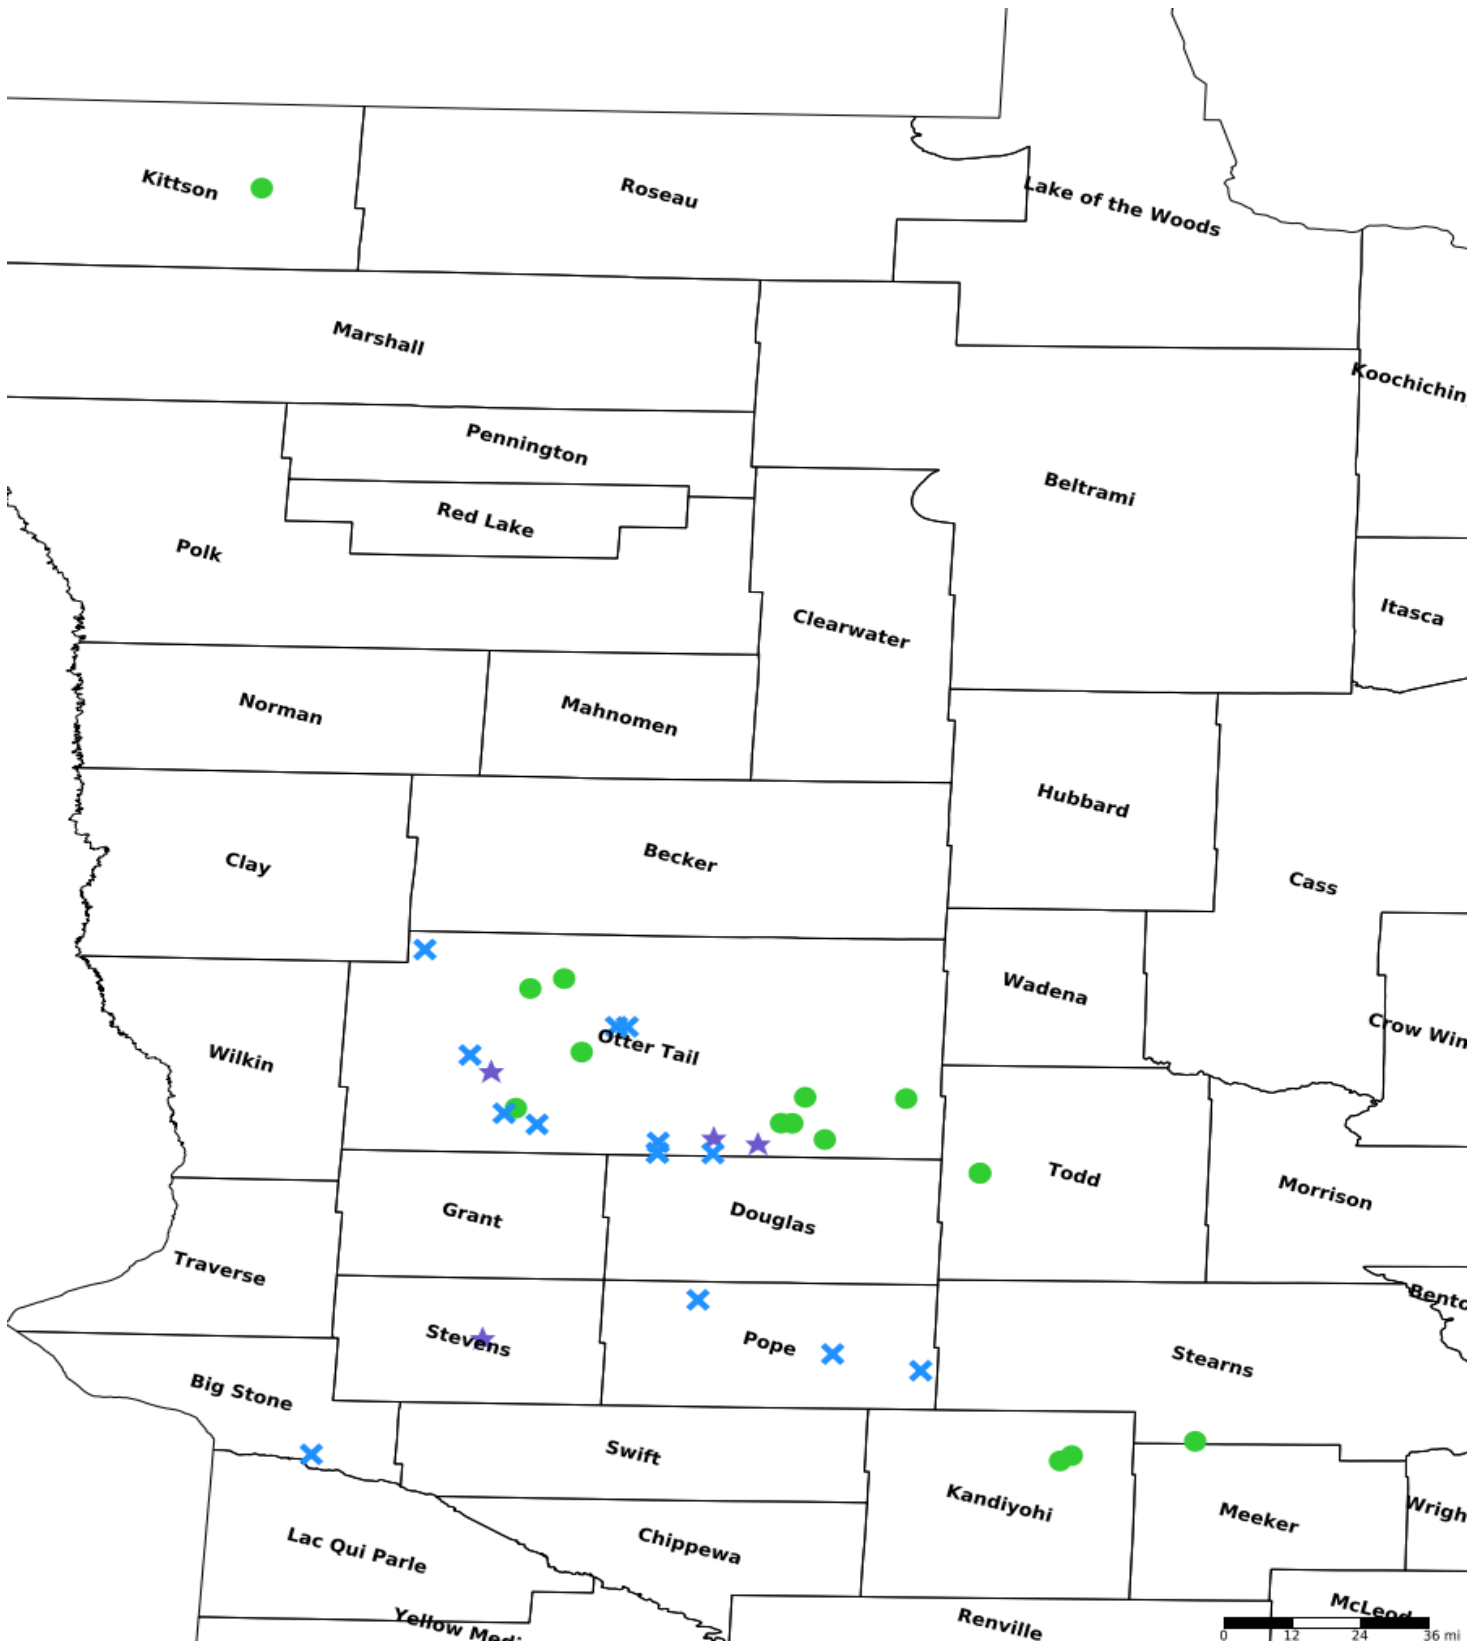 Kittson
Roseau
Lake of the Woods
Marshall
Koochichin
Pennington
Beltrami
Red Lake
Polk
Itasca
Clearwater
Norman
Mahnomen
Hubbard
Clay
Becker
Cass
Wadena
Crow Win
Otter Tail
Wilkin
Todd
Morrison
Grant
Douglas
Traverse
Bento
Stevens
Pope
Stearns
Big Stone
Swift
Kandiyohi
Meeker
Wrigh
Lac Qui Parle
Chippewa
McLeod
Yellow Medi
Renville
0 12 24 36 mi